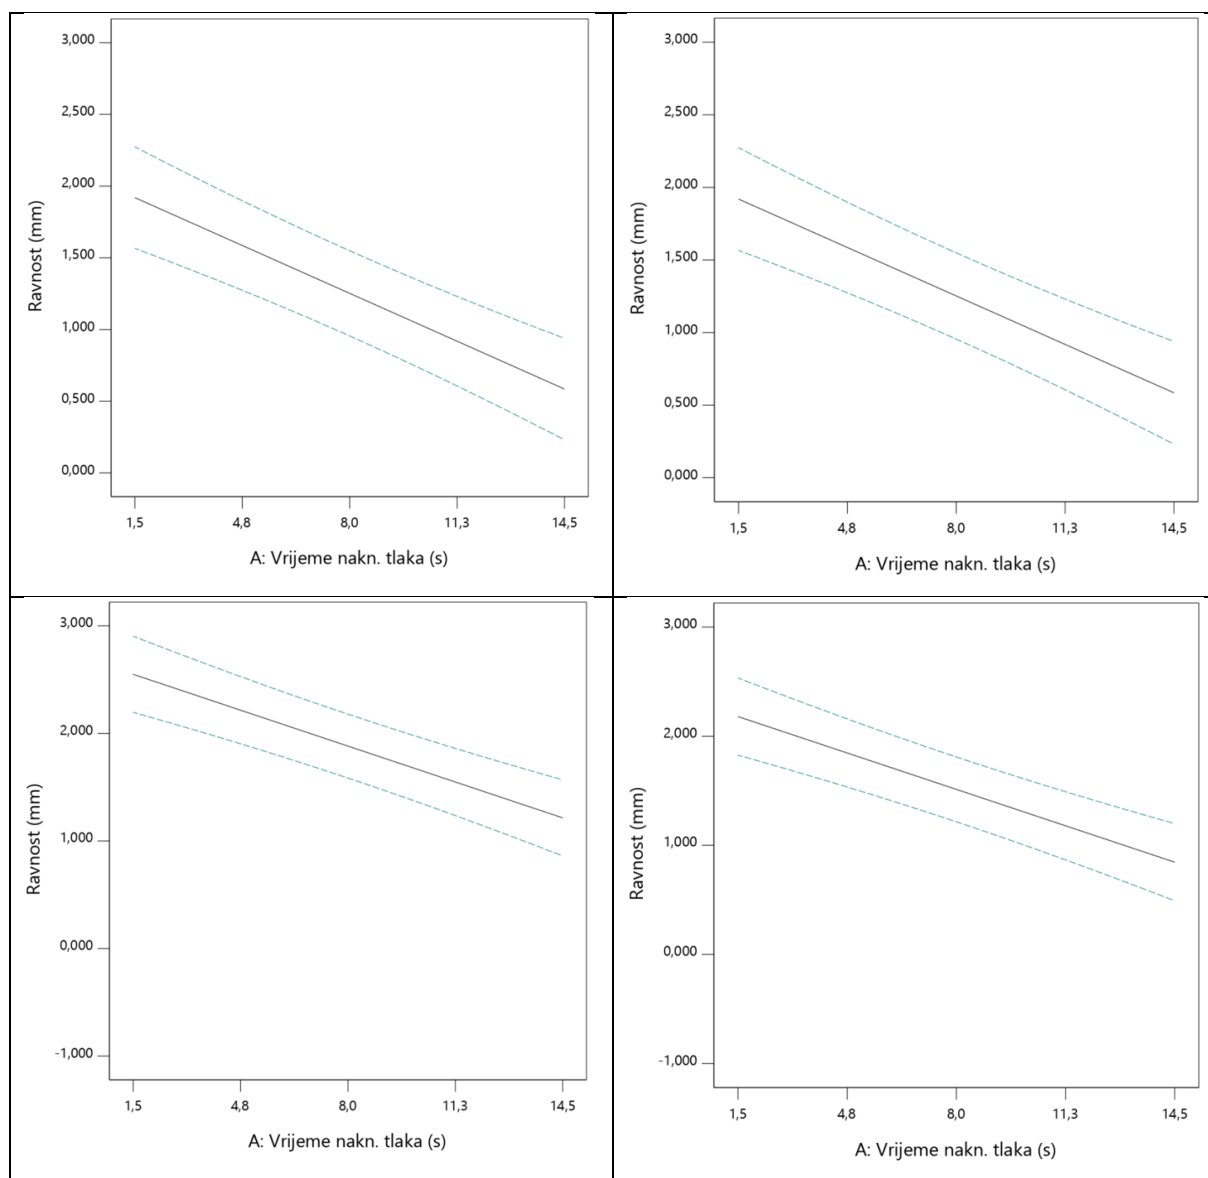 3,000
2,500
2,000
1,500
1,000
0,500
0,000
Ravnost (mm)
1,5 4,8 8,0 11,3 14,5
A: Vrijeme nakn. tlaka (s)
3,000
2,500
2,000
1,500
1,000
0,500
0,000
Ravnost (mm)
1,5 4,8 8,0 11,3 14,5
A: Vrijeme nakn. tlaka (s)
3,000
2,000
1,000
0,000
-1,000
Ravnost (mm)
1,5 4,8 8,0 11,3 14,5
A: Vrijeme nakn. tlaka (s)
3,000
2,000
1,000
0,000
-1,000
Ravnost (mm)
1,5 4,8 8,0 11,3 14,5
A: Vrijeme nakn. tlaka (s)